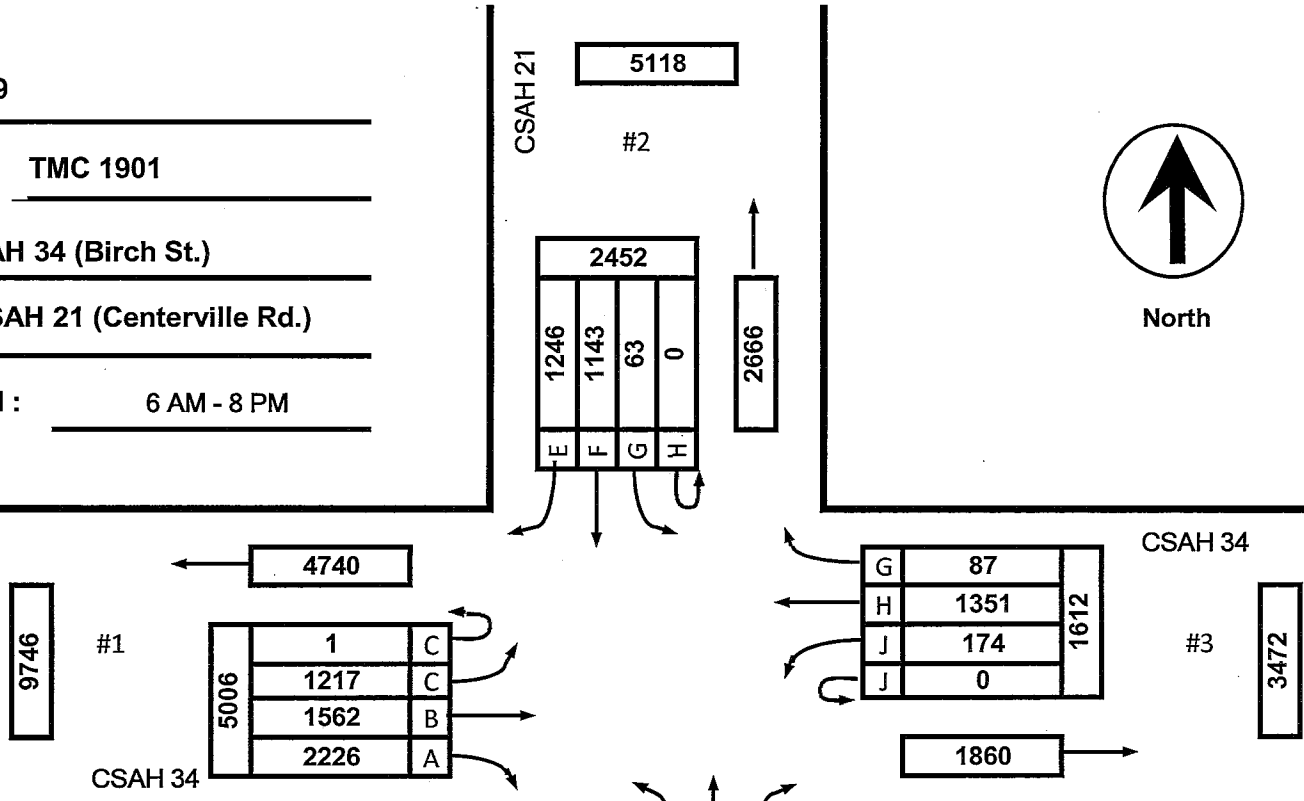 9
TMC 1901
AH 34 (Birch St.)
SAH 21 (Centerville Rd.)
:
6 AM - 8 PM
CSAH 21
5118
#2
2452
1246
1143
63
0
E
F
G
H
2666
North
4740
9746
#1
5006
1 C
1217 C
1562 B
2226 A
CSAH 34
CSAH 34
G 87
H 1351
J 174
J 0
1612
#3
3472
1860